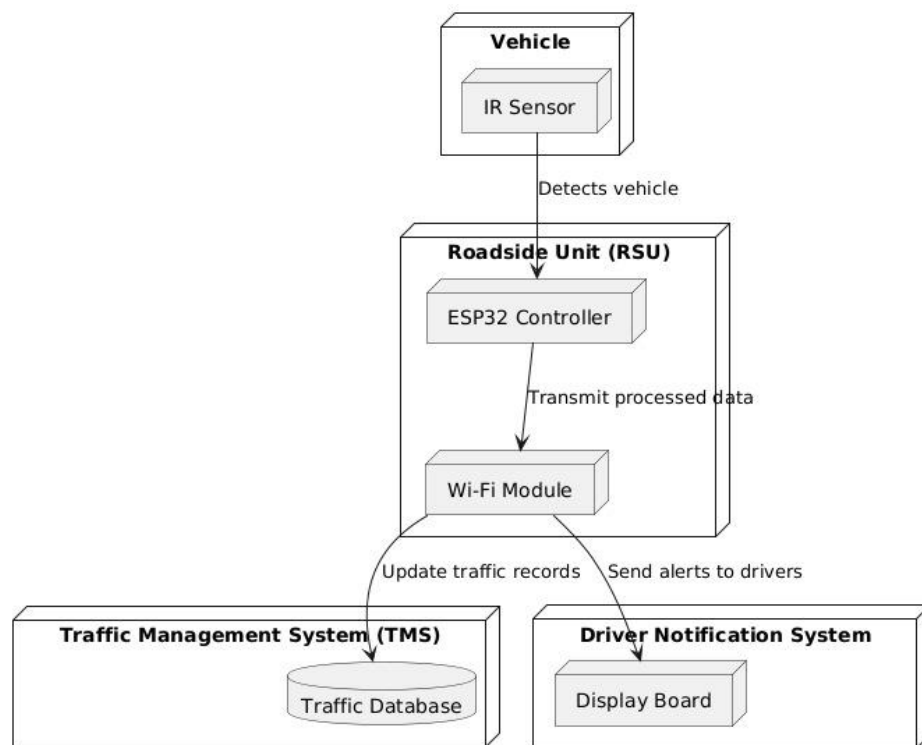 Vehicle
IR Sensor
Detects vehicle
Roadside Unit (RSU)
ESP32 Controller
Transmit processed data
Wi-Fi Module
Update traffic records
Send alerts to drivers
Traffic Management System (TMS)
Traffic Database
Driver Notification System
Display Board